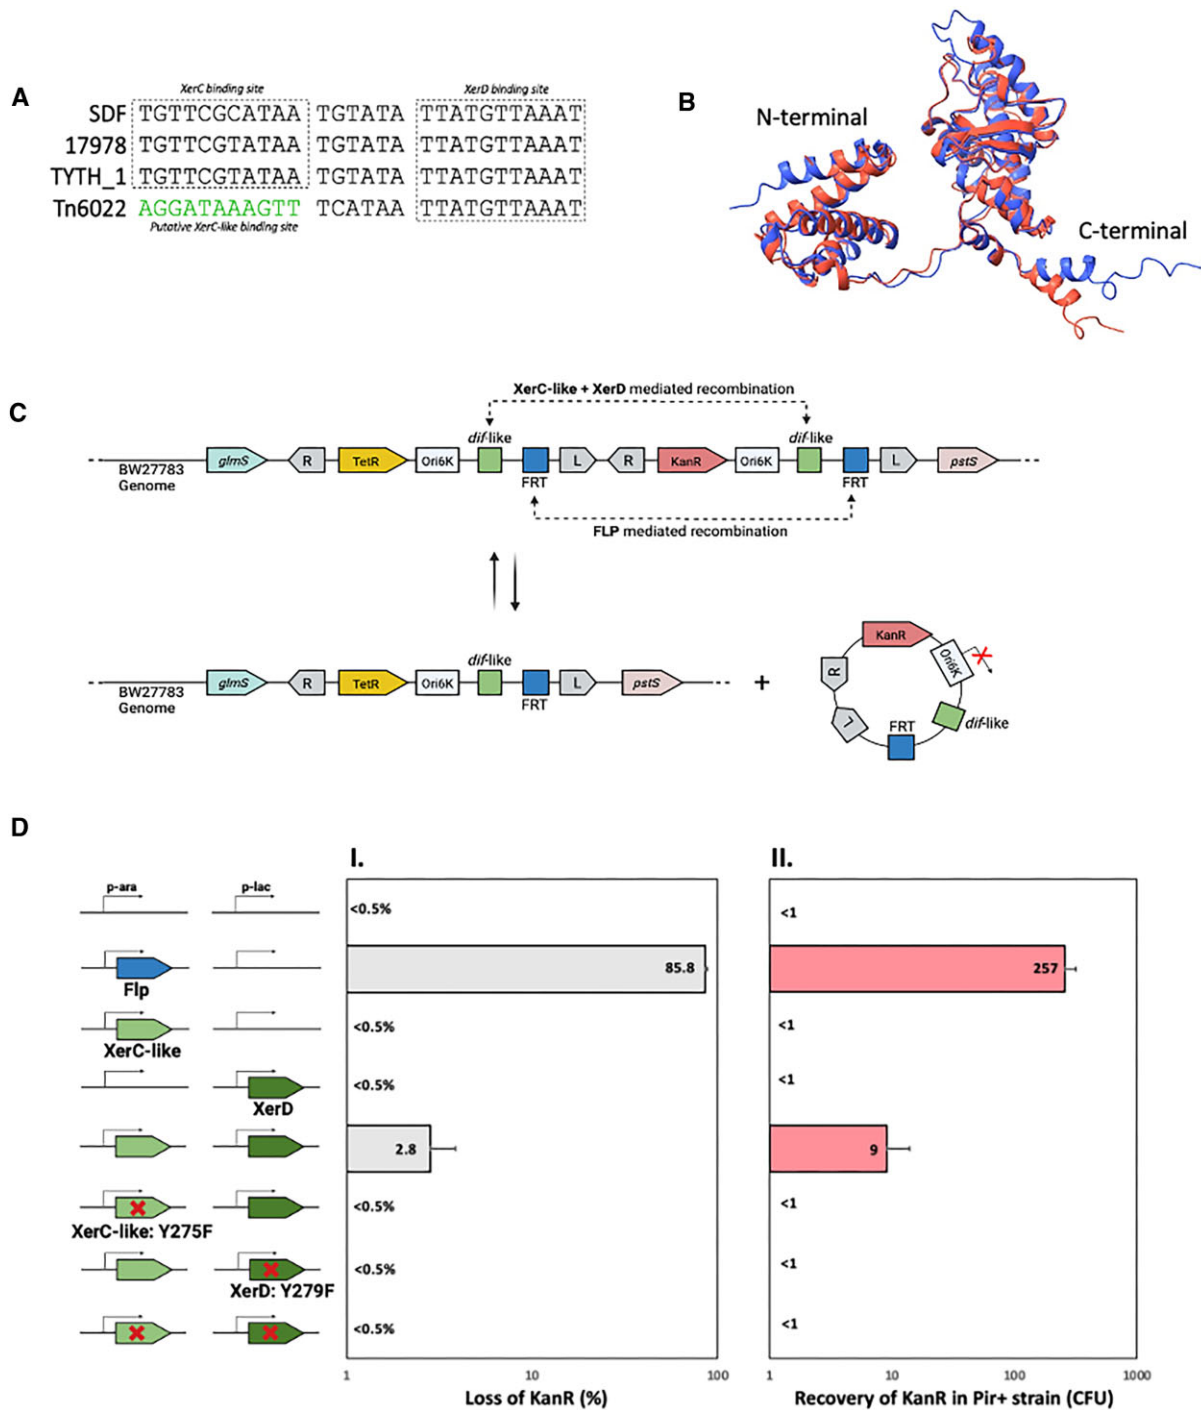 A
XerC binding site
XerD binding site
SDF TGTTCGCATAA TGTATA TTATGTTAAAT
17978 TGTTCGTATAA TGTATA TTATGTTAAAT
TYTH_1 TGTTCGTATAA TGTATA TTATGTTAAAT
Tn6022 AGGATAAAGTT TCATAA TTATGTTAAAT
Putative XerC-like binding site
B
N-terminal
C-terminal
C
XerC-like + XerD mediated recombination
dif-like
dif-like
glmS R TetR Ori6K L R KanR Ori6K L pstS
BW27783
Genome
FRT
FRT
FLP mediated recombination
dif-like
glmS R TetR Ori6K L pstS
BW27783
Genome
FRT
+
KanR
Ori6K
R
L
FRT
dif-like
D
I.
II.
p-ara p-lac
<0.5% <1
Flp
85.8 257
XerC-like
<0.5% <1
XerD
<0.5% <1
2.8 9
XerC-like: Y275F
<0.5% <1
XerD: Y279F
<0.5% <1
<0.5% <1
1 10 100
1 10 100 1000
Loss of KanR (%)
Recovery of KanR in Pir+ strain (CFU)